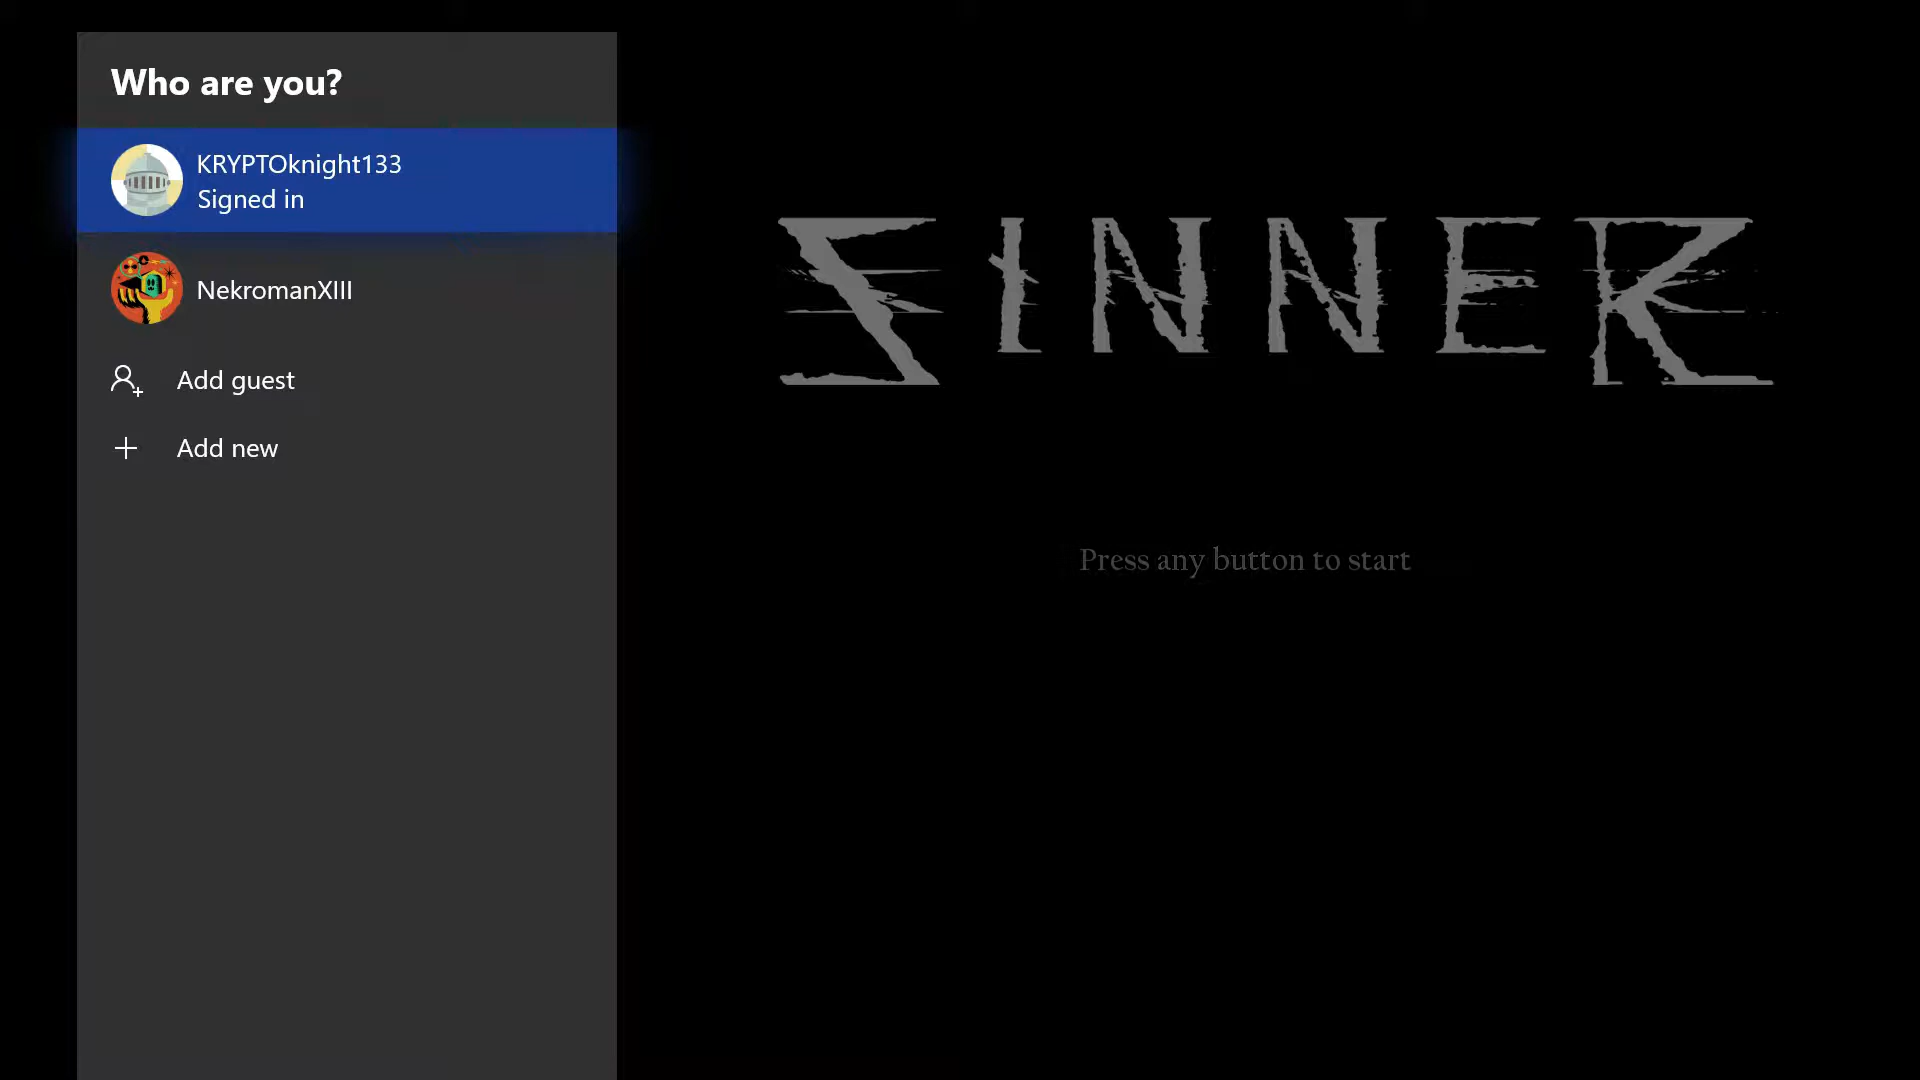 Who are you?
KRYPTOknight133
Signed in
NekromanXIII
Add guest
Add new
SINNER
Press any button to start